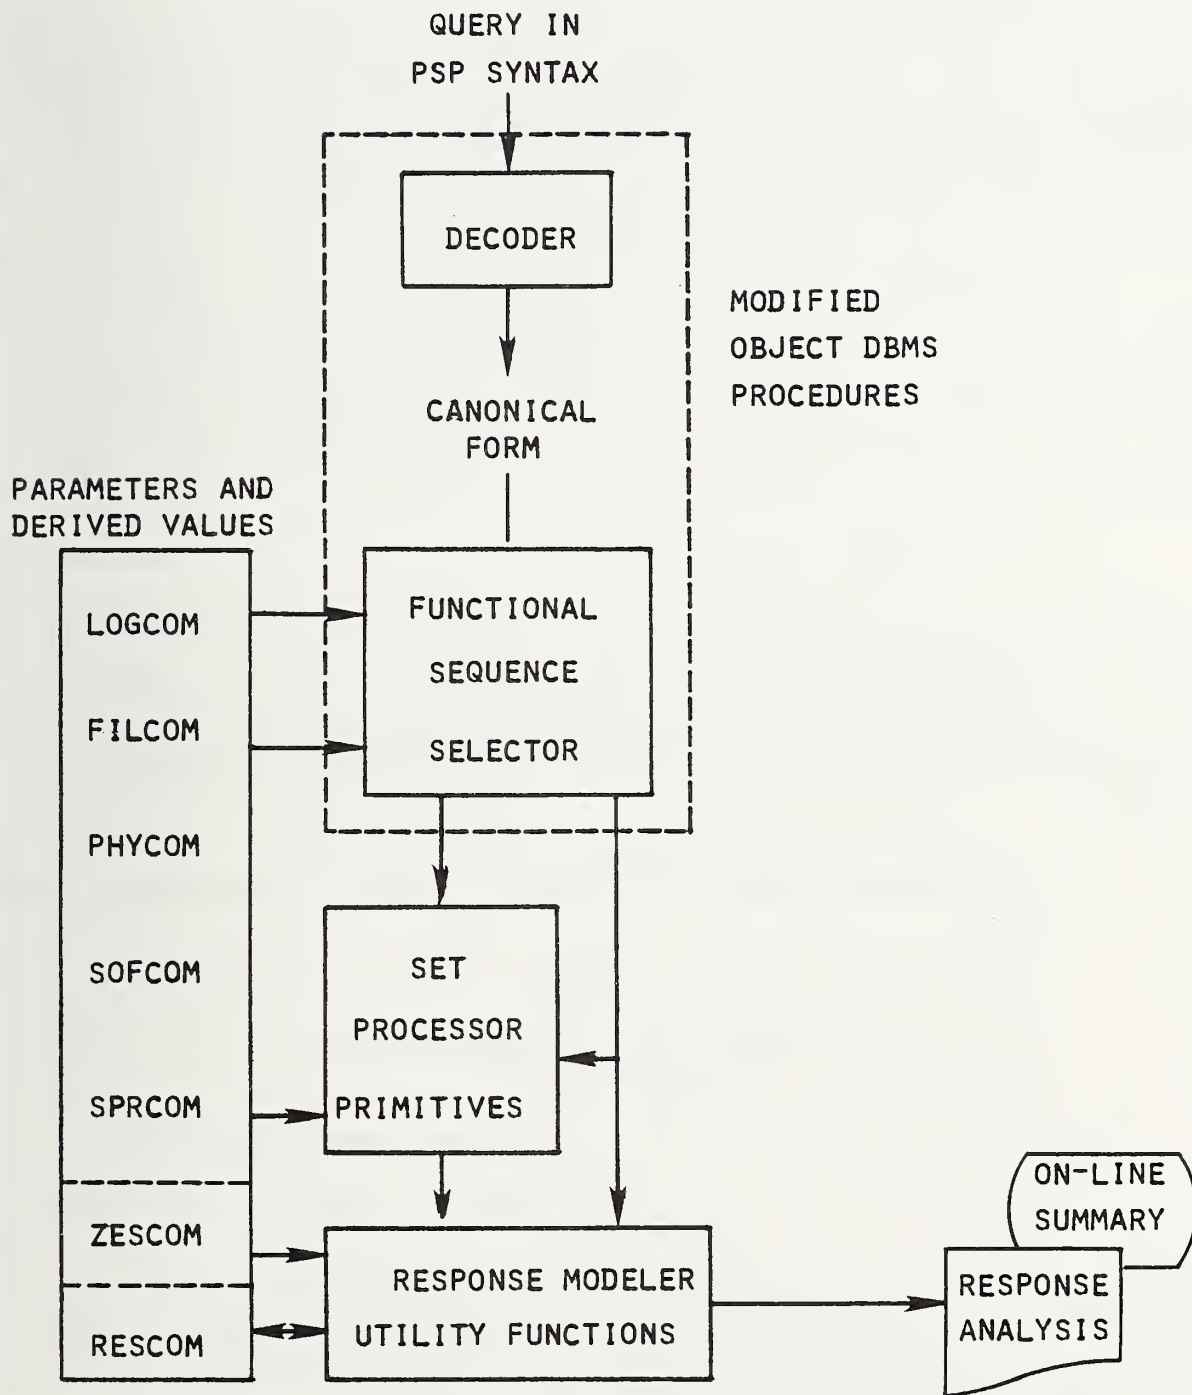 QUERY IN
PSP SYNTAX
DECODER
MODIFIED
OBJECT DBMS
PROCEDURES
CANONICAL
FORM
PARAMETERS AND
DERIVED VALUES
LOGCOM
FILCOM
PHYCOM
SOFCOM
SPRCOM
ZESCOM
RESCOM
FUNCTIONAL
SEQUENCE
SELECTOR
SET
PROCESSOR
PRIMITIVES
RESPONSE MODELER
UTILITY FUNCTIONS
ON-LINE
SUMMARY
RESPONSE
ANALYSIS